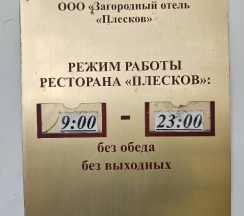 ООО «Загородный отель
«Плесков»
РЕЖИМ РАБОТЫ
РЕСТОРАНА «ПЛЕСКОВ»:
9:00 - 23:00
без обеда
без выходных